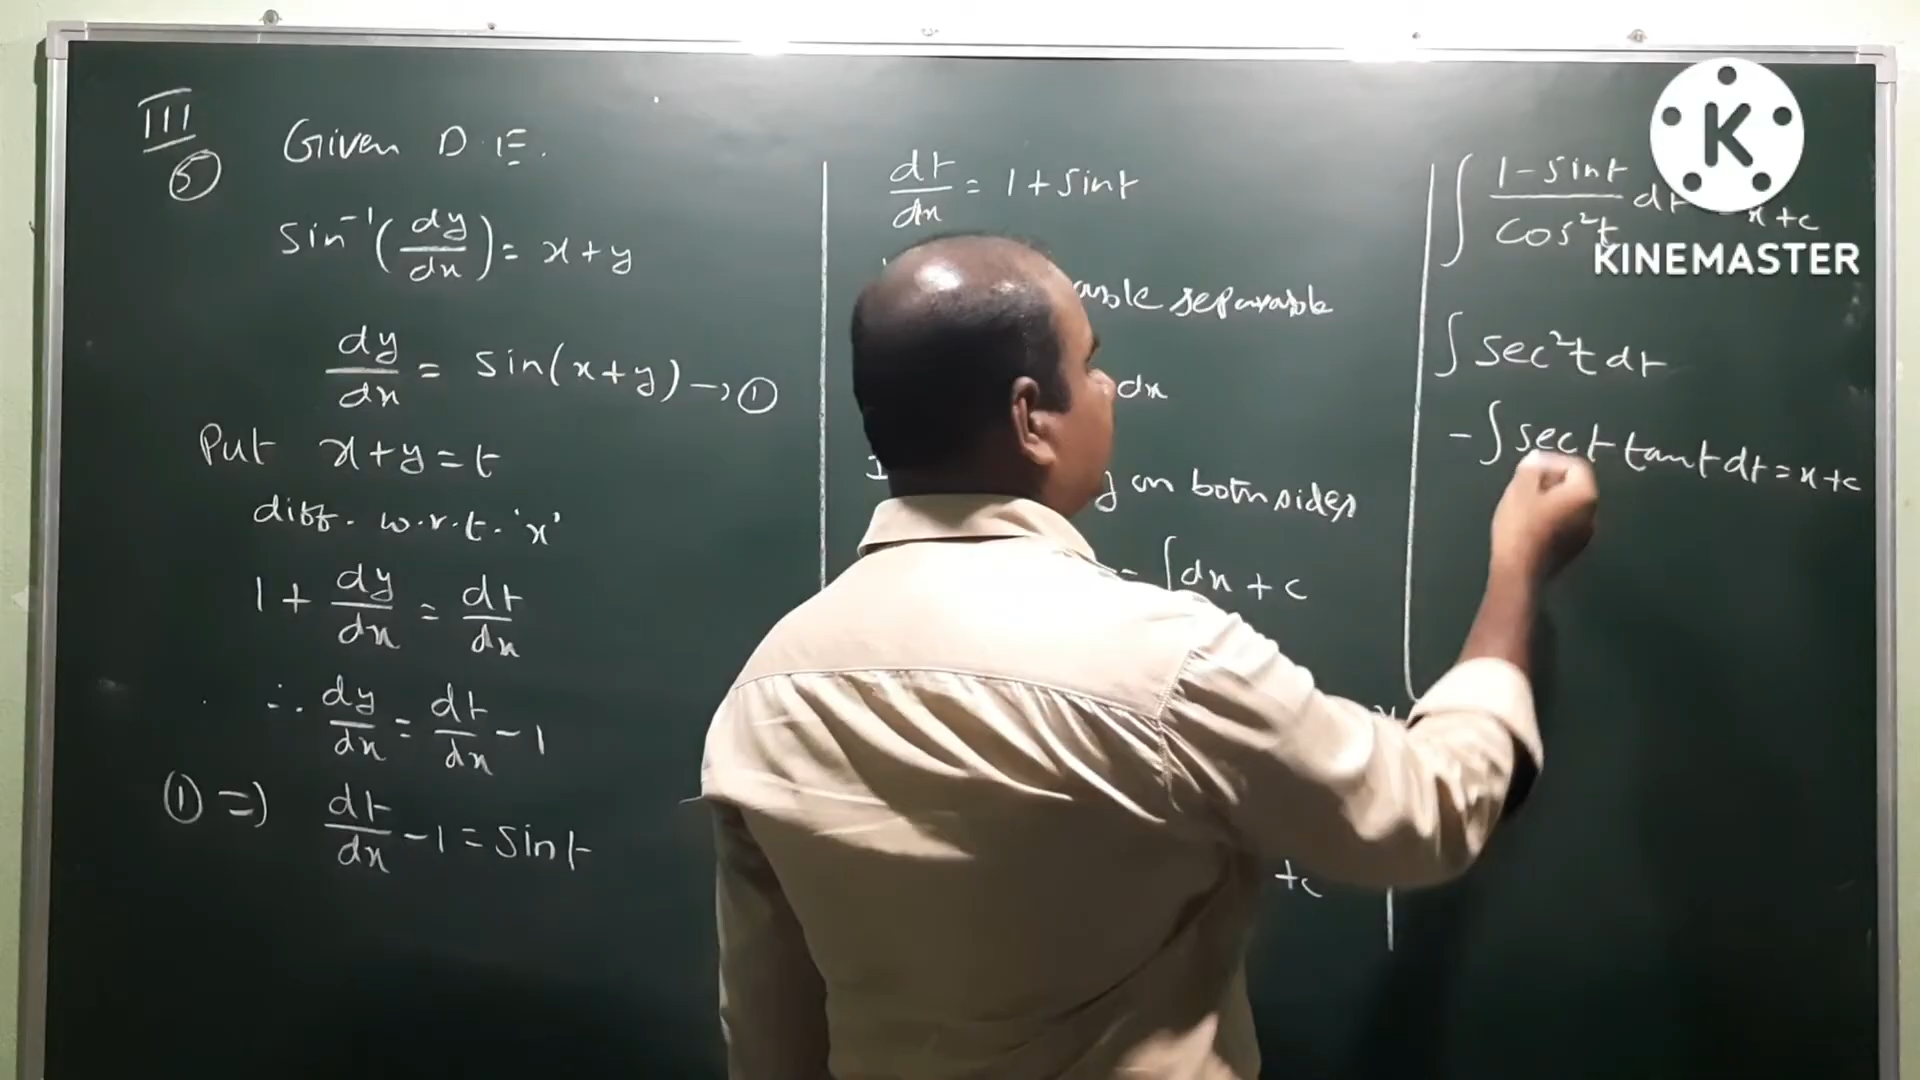 III
5
Given D.E.
sin⁻¹(dy/dx) = x+y
dy/dx = sin(x+y) → ①
Put x+y=t
diff. w.r.t. 'x'
1 + dy/dx = dt/dx
∴ dy/dx = dt/dx - 1
① => dt/dx - 1 = sin t
dt/dx = 1 + sin t
separable
dx
on both sides
∫dx + c
+c
∫ (1 - sin t)/(cos²t) dt x+c
∫ sec²t dt
- ∫ sec t tan t dt = x+c
K
KINEMASTER